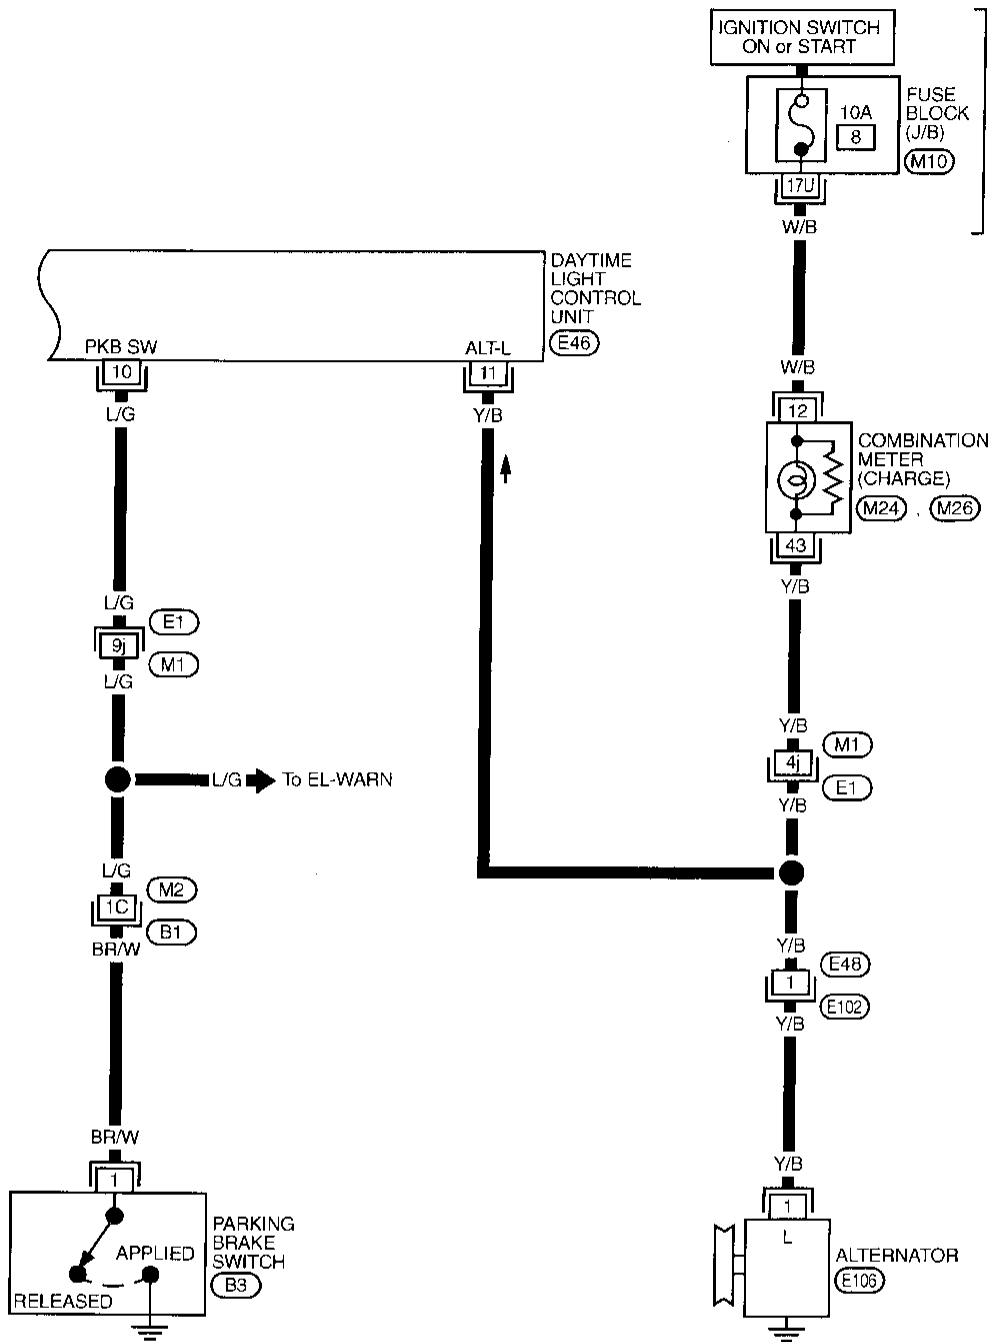 IGNITION SWITCH
ON or START
FUSE
BLOCK
(J/B)
10A
8
M10
17U
W/B
DAYTIME
LIGHT
CONTROL
UNIT
E46
PKB SW
ALT-L
10
11
L/G
Y/B
W/B
12
COMBINATION
METER
(CHARGE)
M24 , M26
43
Y/B
L/G
E1
9j
M1
L/G
Y/B
M1
4j
E1
Y/B
L/G To EL-WARN
L/G
M2
1C
B1
BR/W
Y/B
E48
1
E102
Y/B
BR/W
1
PARKING
BRAKE
SWITCH
B3
APPLIED
RELEASED
Y/B
1
L
ALTERNATOR
E106